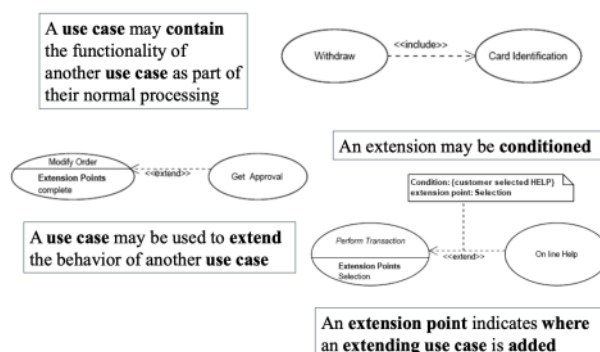 A use case may contain
the functionality of
another use case as part of
their normal processing
<<include>>
Withdraw
Card Identification
An extension may be conditioned
Modify Order
Extension Points
complete
<<extend>>
Get Approval
Condition: {customer selected HELP}
extension point: Selection
A use case may be used to extend
the behavior of another use case
Perform Transaction
Extension Points
Selection
<<extend>>
On line Help
An extension point indicates where
an extending use case is added